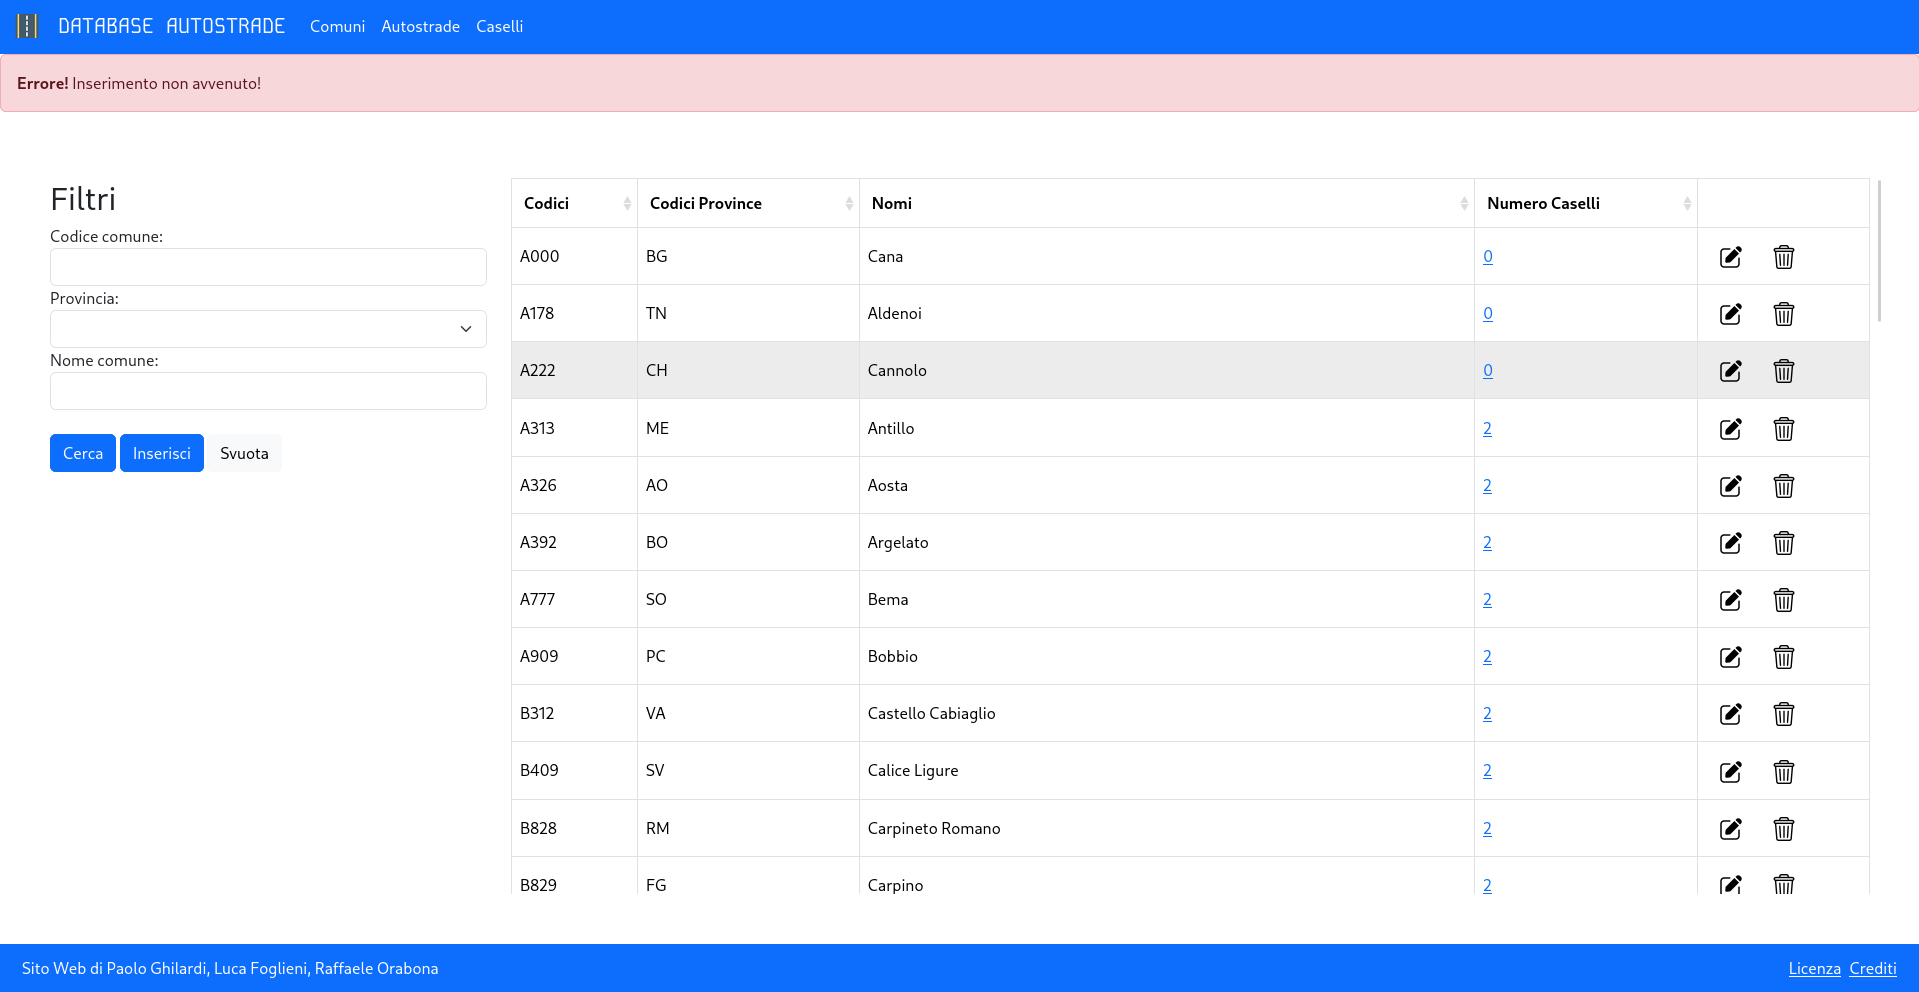 DATABASE AUTOSTRADE Comuni Autostrade Caselli
Errore! Inserimento non avvenuto!
Filtri
Codice comune:
Provincia:
Nome comune:
Cerca Inserisci Svuota
Codici Codici Province Nomi Numero Caselli
A000 BG Cana 0
A178 TN Aldenoi 0
A222 CH Cannolo 0
A313 ME Antillo 2
A326 AO Aosta 2
A392 BO Argelato 2
A777 SO Bema 2
A909 PC Bobbio 2
B312 VA Castello Cabiaglio 2
B409 SV Calice Ligure 2
B828 RM Carpineto Romano 2
B829 FG Carpino 2
Sito Web di Paolo Ghilardi, Luca Foglieni, Raffaele Orabona Licenza Crediti